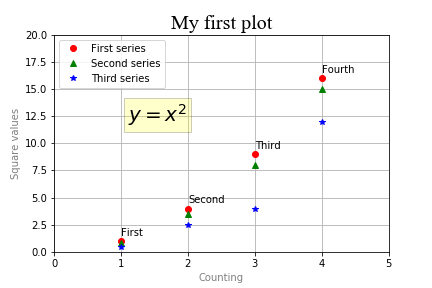 My first plot
20.0
17.5
15.0
12.5
10.0
7.5
5.0
2.5
0.0
Square values
First series
Second series
Third series
y = x²
First
Second
Third
Fourth
0 1 2 3 4 5
Counting